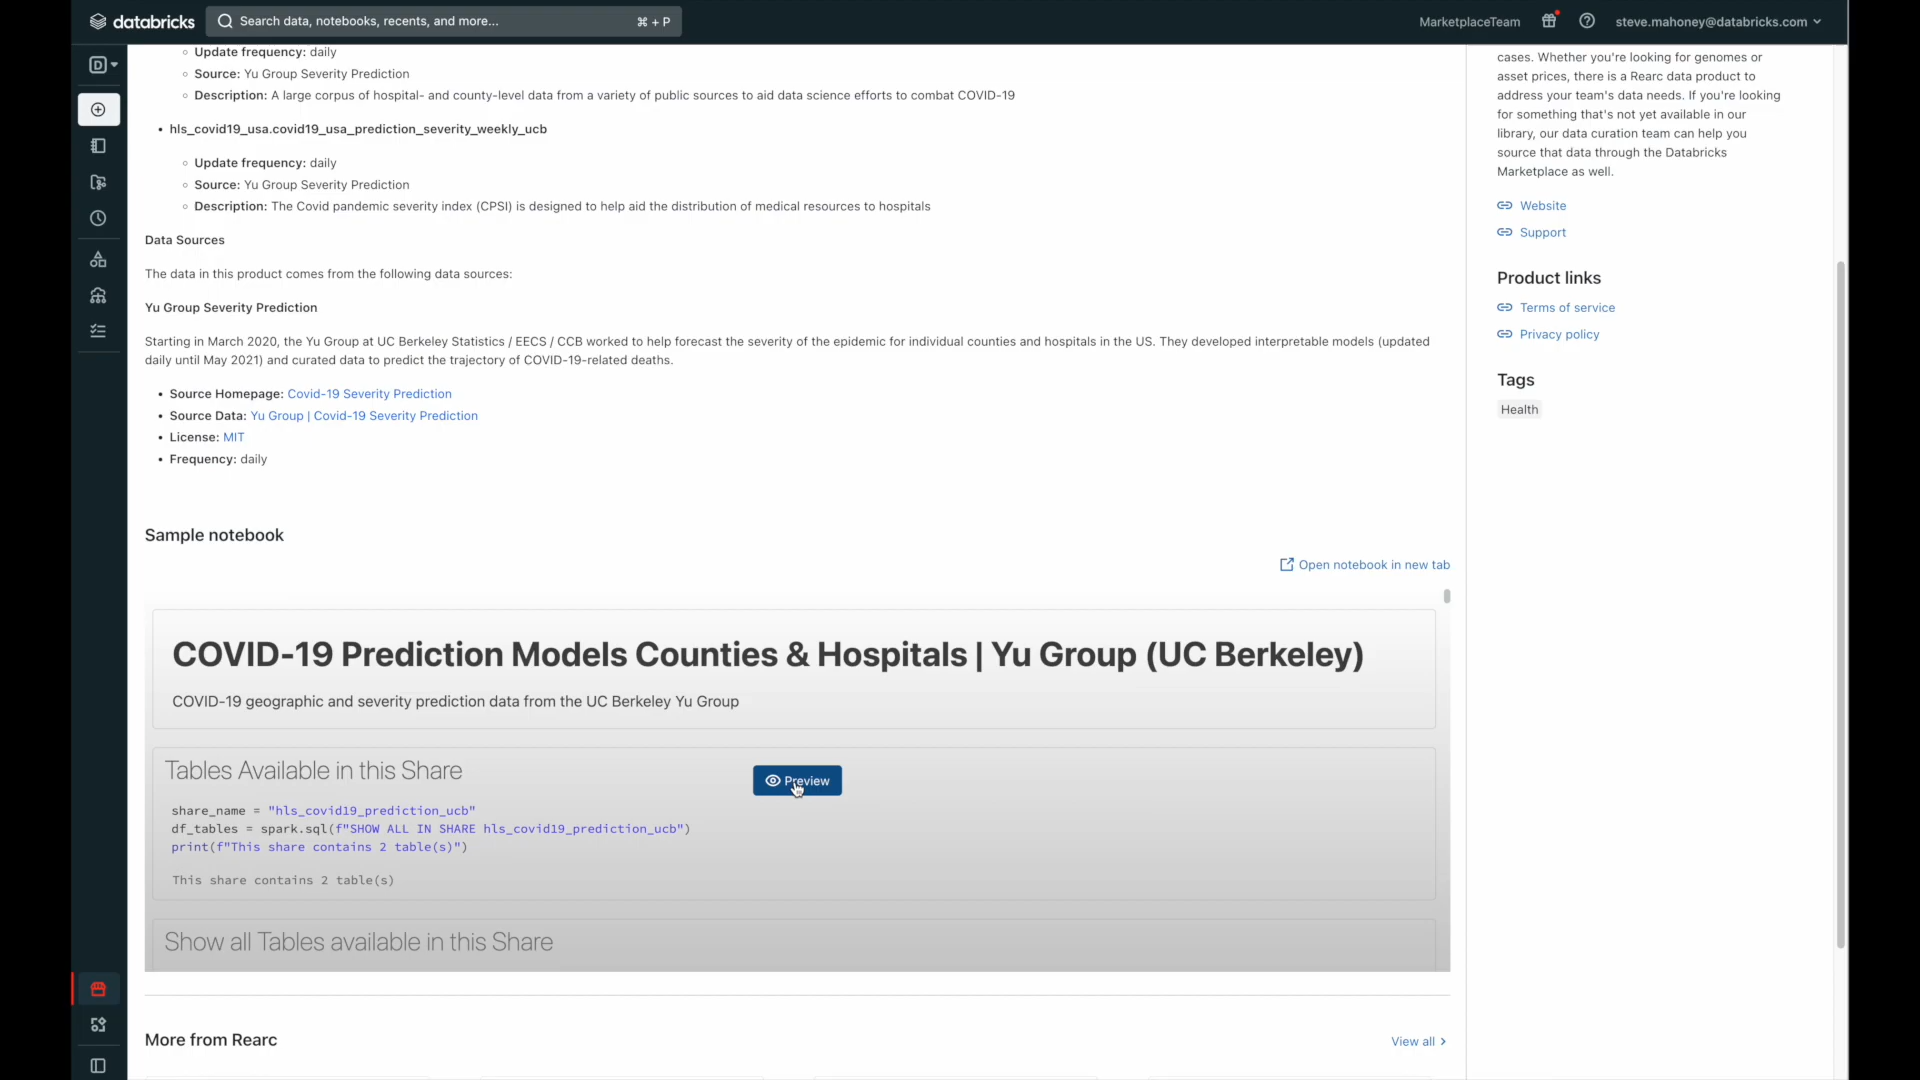 databricks
Search data, notebooks, recents, and more...
⌘ + P
MarketplaceTeam
steve.mahoney@databricks.com
D
Update frequency: daily
Source: Yu Group Severity Prediction
Description: A large corpus of hospital- and county-level data from a variety of public sources to aid data science efforts to combat COVID-19
hls_covid19_usa.covid19_usa_prediction_severity_weekly_ucb
Update frequency: daily
Source: Yu Group Severity Prediction
Description: The Covid pandemic severity index (CPSI) is designed to help aid the distribution of medical resources to hospitals
Data Sources
The data in this product comes from the following data sources:
Yu Group Severity Prediction
Starting in March 2020, the Yu Group at UC Berkeley Statistics / EECS / CCB worked to help forecast the severity of the epidemic for individual counties and hospitals in the US. They developed interpretable models (updated
daily until May 2021) and curated data to predict the trajectory of COVID-19-related deaths.
Source Homepage: Covid-19 Severity Prediction
Source Data: Yu Group | Covid-19 Severity Prediction
License: MIT
Frequency: daily
Sample notebook
Open notebook in new tab
COVID-19 Prediction Models Counties & Hospitals | Yu Group (UC Berkeley)
COVID-19 geographic and severity prediction data from the UC Berkeley Yu Group
Tables Available in this Share
Preview
share_name = "hls_covid19_prediction_ucb"
df_tables = spark.sql(f"SHOW ALL IN SHARE hls_covid19_prediction_ucb")
print(f"This share contains 2 table(s)")
This share contains 2 table(s)
Show all Tables available in this Share
More from Rearc
View all
cases. Whether you're looking for genomes or
asset prices, there is a Rearc data product to
address your team's data needs. If you're looking
for something that's not yet available in our
library, our data curation team can help you
source that data through the Databricks
Marketplace as well.
Website
Support
Product links
Terms of service
Privacy policy
Tags
Health